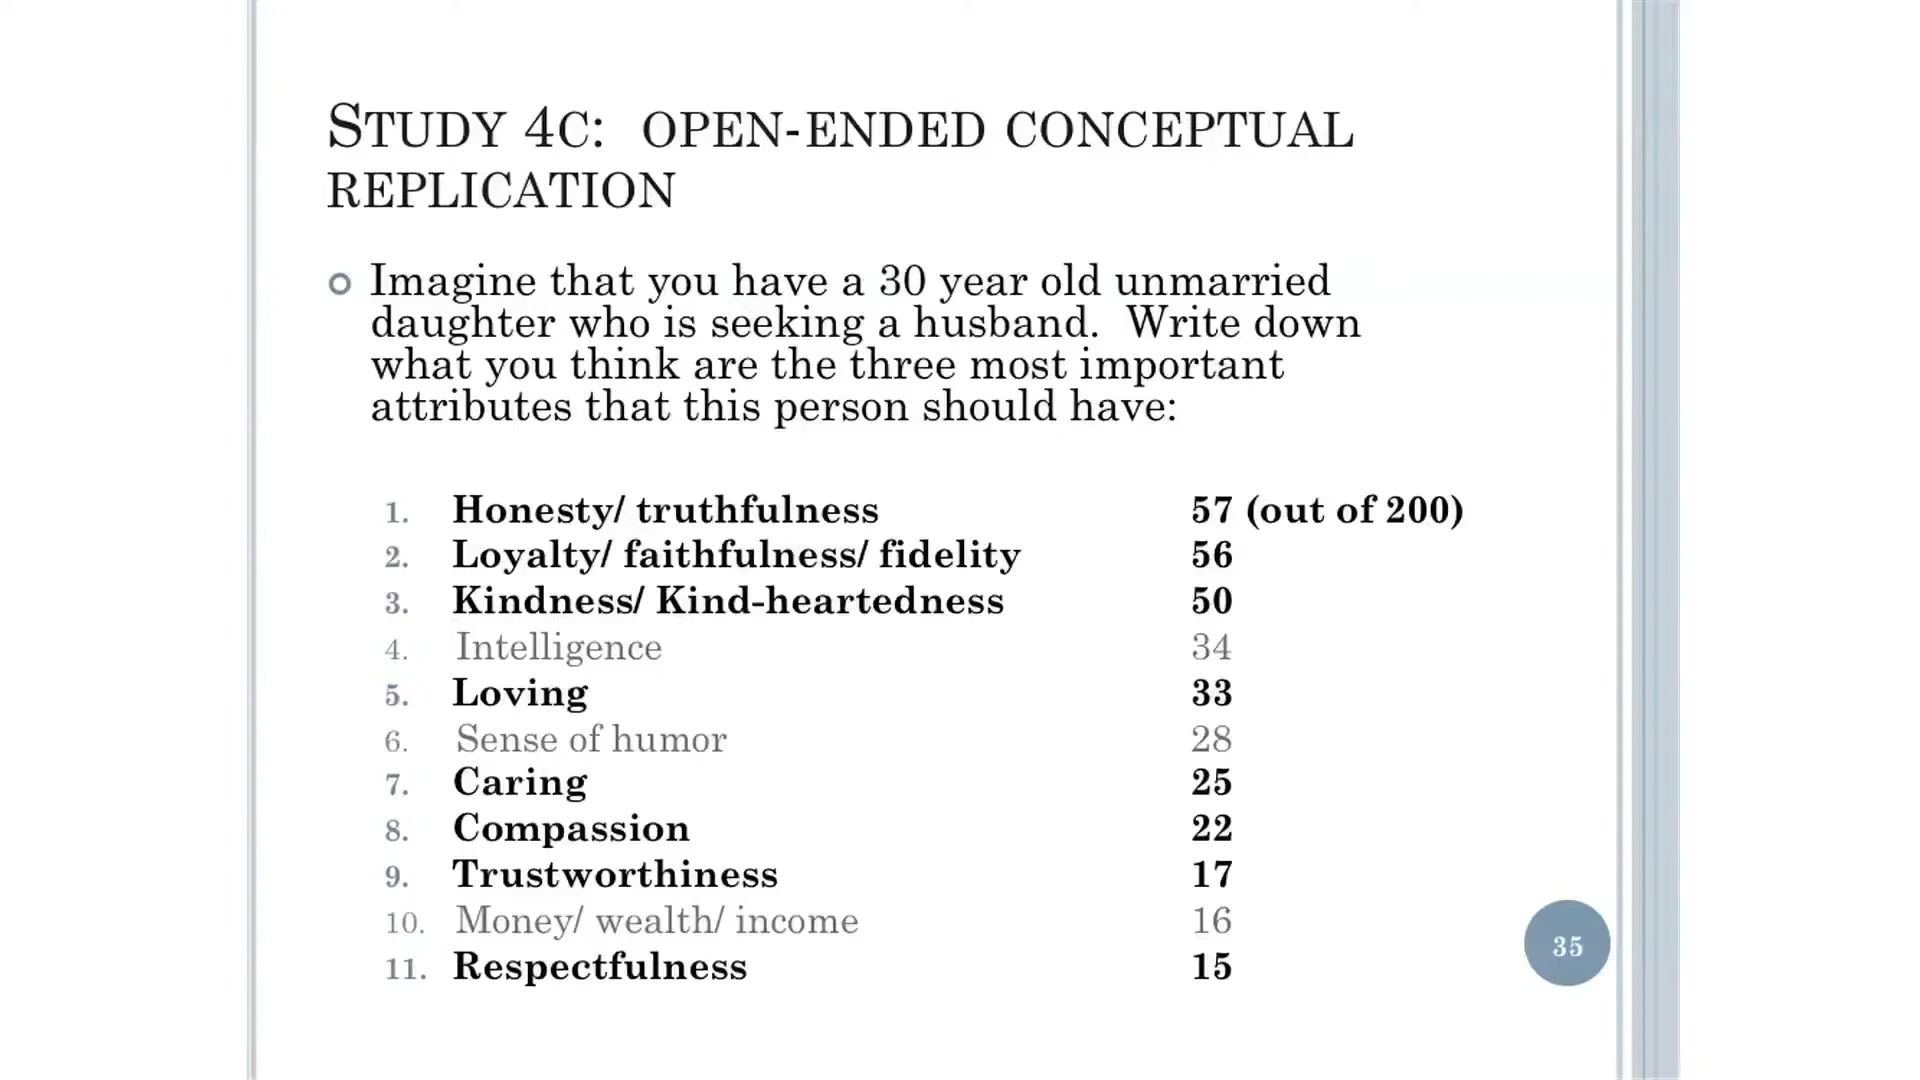 STUDY 4C: OPEN-ENDED CONCEPTUAL
REPLICATION
Imagine that you have a 30 year old unmarried
daughter who is seeking a husband. Write down
what you think are the three most important
attributes that this person should have:
1. Honesty/ truthfulness 57 (out of 200)
2. Loyalty/ faithfulness/ fidelity 56
3. Kindness/ Kind-heartedness 50
4. Intelligence 34
5. Loving 33
6. Sense of humor 28
7. Caring 25
8. Compassion 22
9. Trustworthiness 17
10. Money/ wealth/ income 16
11. Respectfulness 15
35